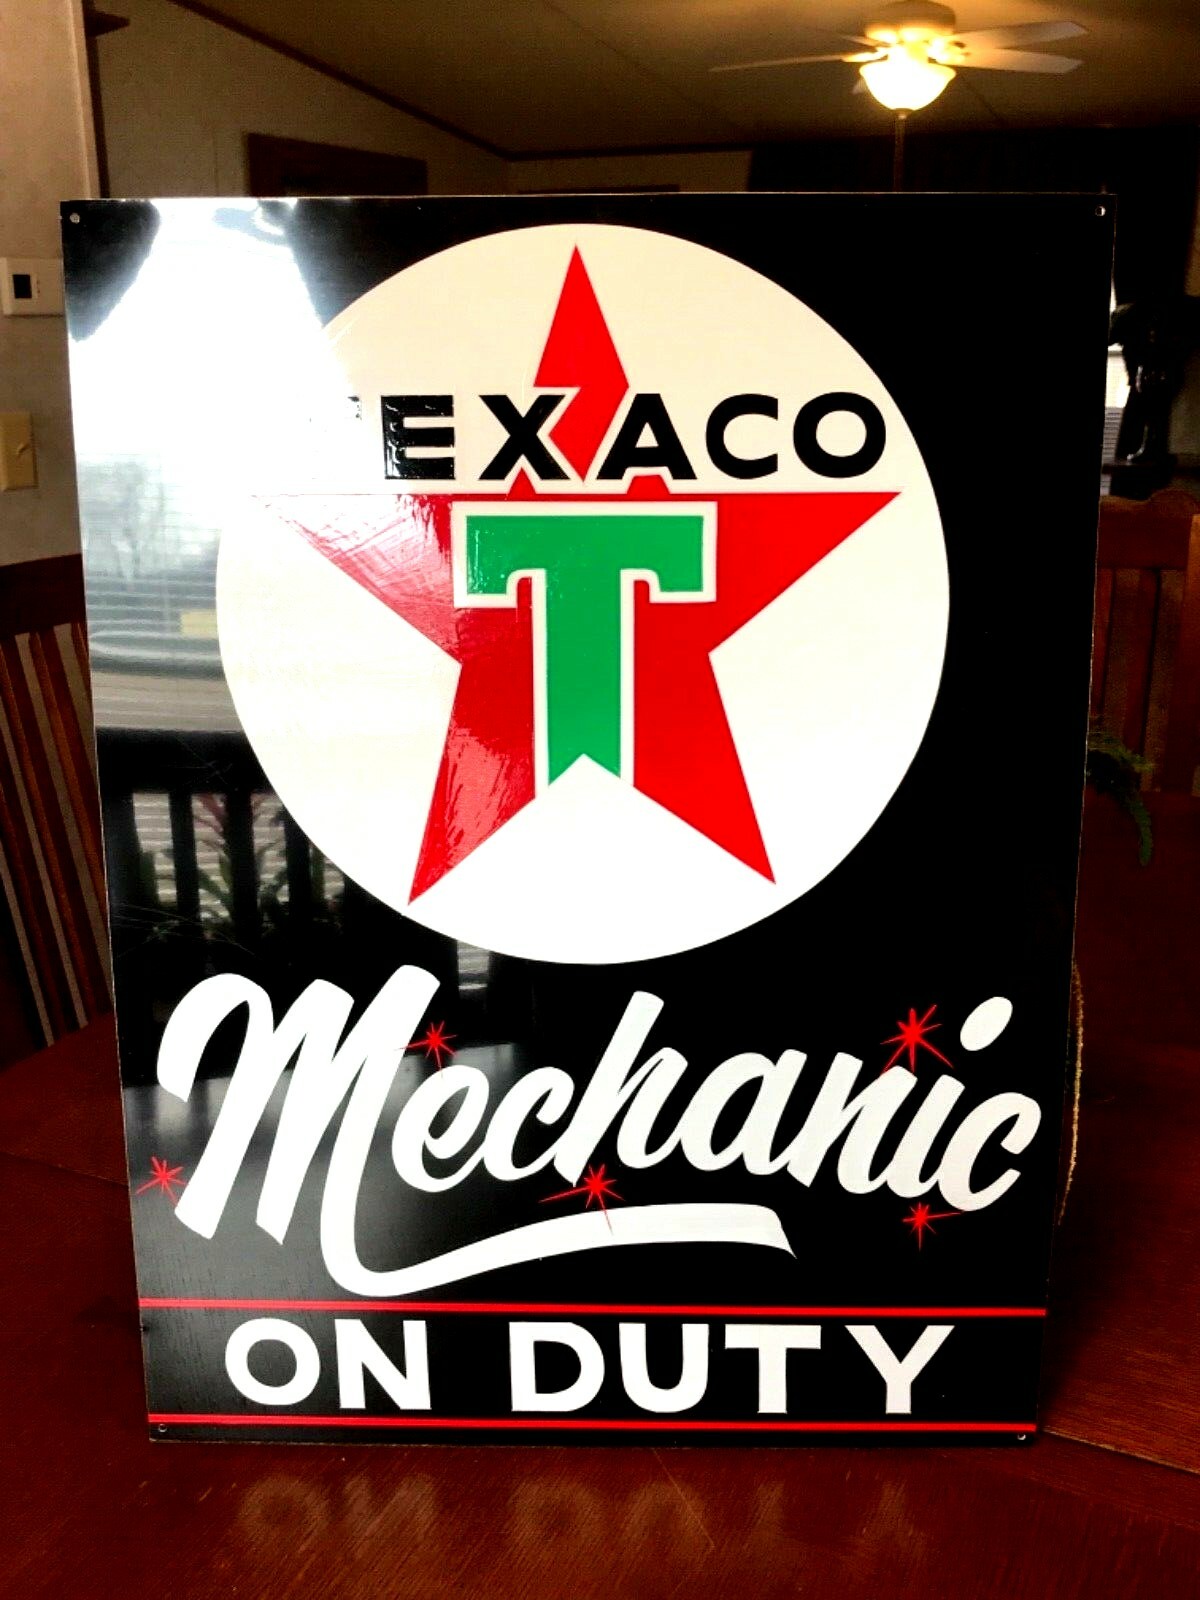 TEXACO
T
Mechanic
ON DUTY